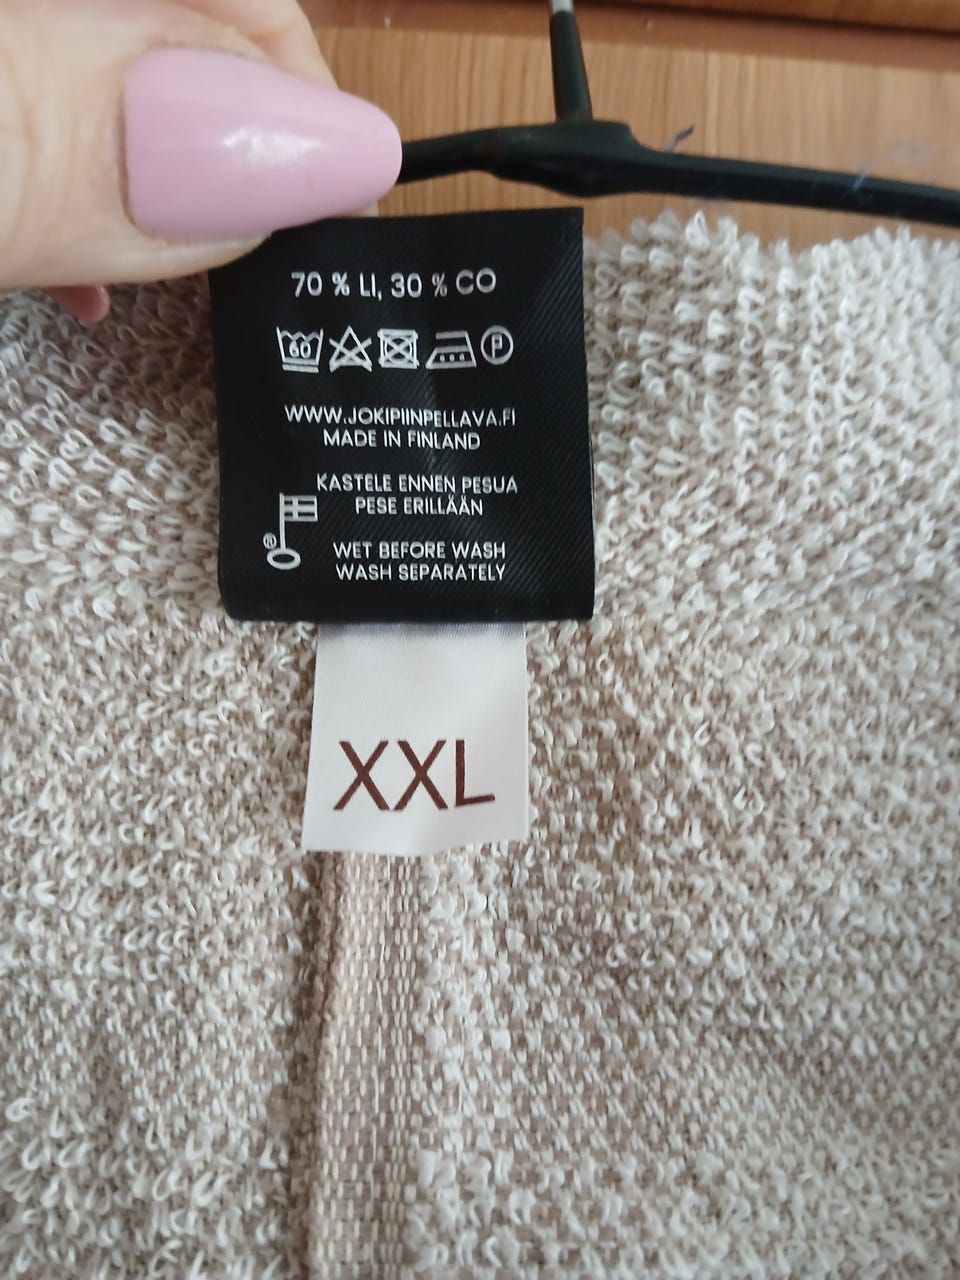 70 % LI, 30 % CO
60 P
WWW.JOKIPIINPELLAVA.FI
MADE IN FINLAND
KASTELE ENNEN PESUA
PESE ERILLÄÄN
®
WET BEFORE WASH
WASH SEPARATELY
XXL